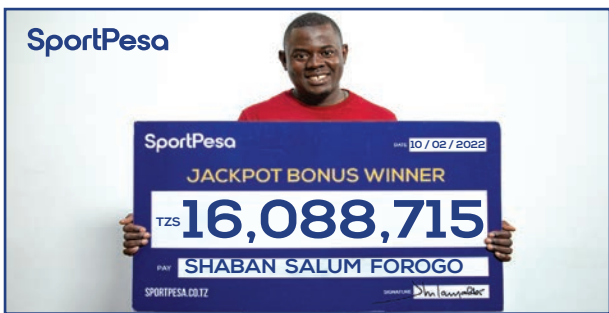 SportPesa
SportPesa
DATE 10 / 02 / 2022
JACKPOT BONUS WINNER
TZS 16,088,715
PAY SHABAN SALUM FOROGO
SPORTPESA.CO.TZ
SIGNATURE